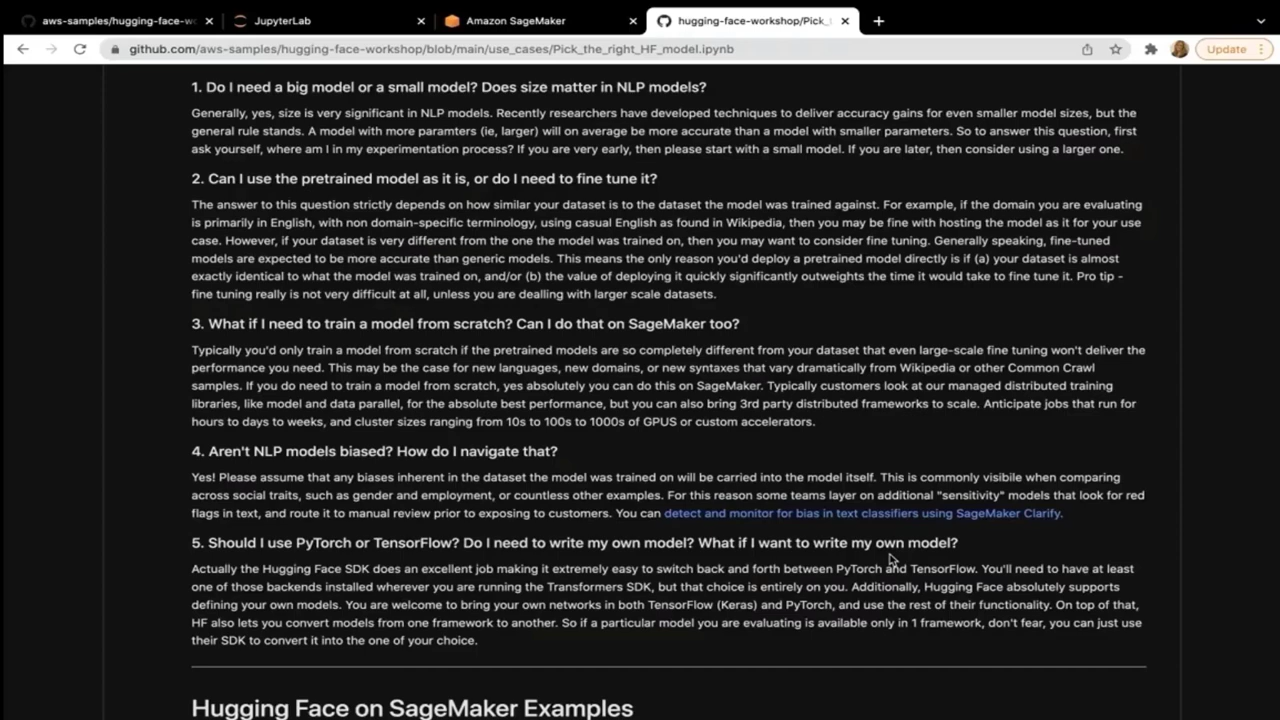 aws-samples/hugging-face-wo
JupyterLab
Amazon SageMaker
hugging-face-workshop/Pick_t
github.com/aws-samples/hugging-face-workshop/blob/main/use_cases/Pick_the_right_HF_model.ipynb
Update
1. Do I need a big model or a small model? Does size matter in NLP models?
Generally, yes, size is very significant in NLP models. Recently researchers have developed techniques to deliver accuracy gains for even smaller model sizes, but the
general rule stands. A model with more paramters (ie, larger) will on average be more accurate than a model with smaller parameters. So to answer this question, first
ask yourself, where am I in my experimentation process? If you are very early, then please start with a small model. If you are later, then consider using a larger one.
2. Can I use the pretrained model as it is, or do I need to fine tune it?
The answer to this question strictly depends on how similar your dataset is to the dataset the model was trained against. For example, if the domain you are evaluating
is primarily in English, with non domain-specific terminology, using casual English as found in Wikipedia, then you may be fine with hosting the model as it for your use
case. However, if your dataset is very different from the one the model was trained on, then you may want to consider fine tuning. Generally speaking, fine-tuned
models are expected to be more accurate than generic models. This means the only reason you'd deploy a pretrained model directly is if (a) your dataset is almost
exactly identical to what the model was trained on, and/or (b) the value of deploying it quickly significantly outweights the time it would take to fine tune it. Pro tip -
fine tuning really is not very difficult at all, unless you are dealling with larger scale datasets.
3. What if I need to train a model from scratch? Can I do that on SageMaker too?
Typically you'd only train a model from scratch if the pretrained models are so completely different from your dataset that even large-scale fine tuning won't deliver the
performance you need. This may be the case for new languages, new domains, or new syntaxes that vary dramatically from Wikipedia or other Common Crawl
samples. If you do need to train a model from scratch, yes absolutely you can do this on SageMaker. Typically customers look at our managed distributed training
libraries, like model and data parallel, for the absolute best performance, but you can also bring 3rd party distributed frameworks to scale. Anticipate jobs that run for
hours to days to weeks, and cluster sizes ranging from 10s to 100s to 1000s of GPUS or custom accelerators.
4. Aren't NLP models biased? How do I navigate that?
Yes! Please assume that any biases inherent in the dataset the model was trained on will be carried into the model itself. This is commonly visibile when comparing
across social traits, such as gender and employment, or countless other examples. For this reason some teams layer on additional "sensitivity" models that look for red
flags in text, and route it to manual review prior to exposing to customers. You can detect and monitor for bias in text classifiers using SageMaker Clarify.
5. Should I use PyTorch or TensorFlow? Do I need to write my own model? What if I want to write my own model?
Actually the Hugging Face SDK does an excellent job making it extremely easy to switch back and forth between PyTorch and TensorFlow. You'll need to have at least
one of those backends installed wherever you are running the Transformers SDK, but that choice is entirely on you. Additionally, Hugging Face absolutely supports
defining your own models. You are welcome to bring your own networks in both TensorFlow (Keras) and PyTorch, and use the rest of their functionality. On top of that,
HF also lets you convert models from one framework to another. So if a particular model you are evaluating is available only in 1 framework, don't fear, you can just use
their SDK to convert it into the one of your choice.
Hugging Face on SageMaker Examples